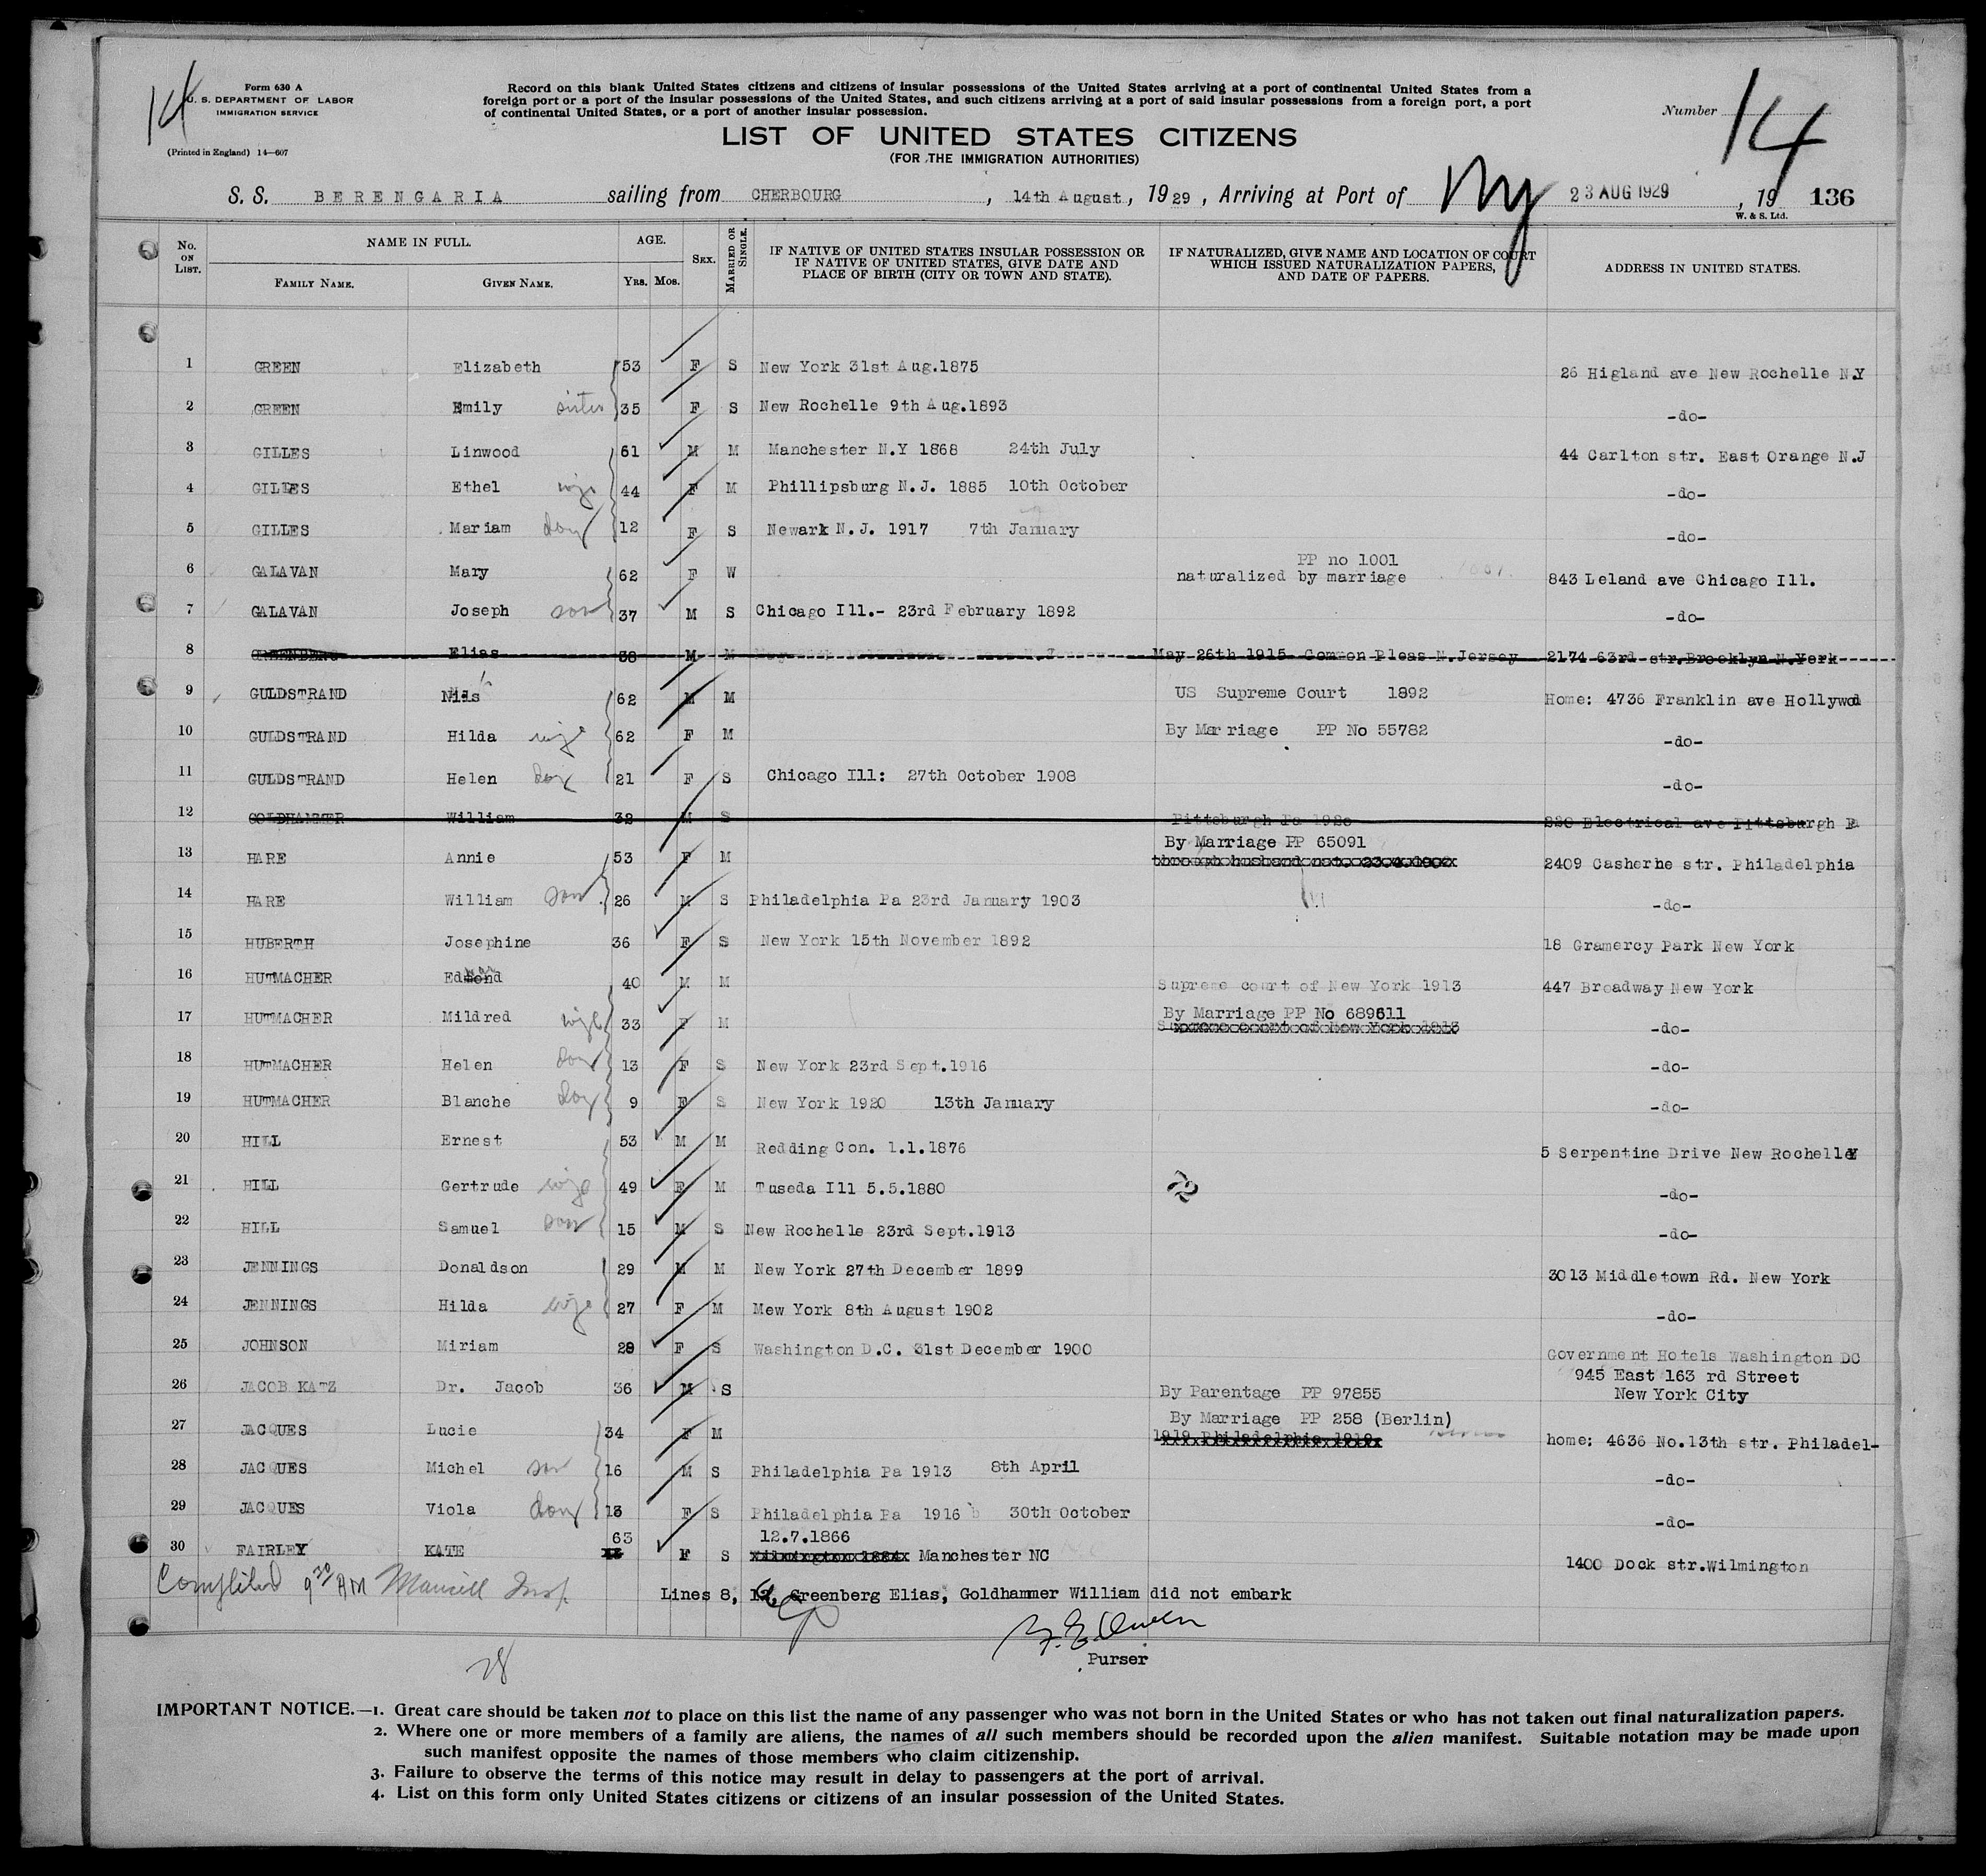 14
Form 630 A
U. S. DEPARTMENT OF LABOR
IMMIGRATION SERVICE
(Printed in England) 14—607
Record on this blank United States citizens and citizens of insular possessions of the United States arriving at a port of continental United States from a
foreign port or a port of the insular possessions of the United States, and such citizens arriving at a port of said insular possessions from a foreign port, a port
of continental United States, or a port of another insular possession.
Number 14
LIST OF UNITED STATES CITIZENS
(FOR THE IMMIGRATION AUTHORITIES)
S. S. BERENGARIA sailing from CHERBOURG , 14th August, 1929 , Arriving at Port of Ny 23 AUG 1929 , 19 136
W. & S. Ltd.
No. ON LIST. NAME IN FULL. FAMILY NAME. GIVEN NAME. AGE. YRS. MOS. SEX. MARRIED OR SINGLE. IF NATIVE OF UNITED STATES INSULAR POSSESSION OR IF NATIVE OF UNITED STATES, GIVE DATE AND PLACE OF BIRTH (CITY OR TOWN AND STATE). IF NATURALIZED, GIVE NAME AND LOCATION OF COURT WHICH ISSUED NATURALIZATION PAPERS, AND DATE OF PAPERS. ADDRESS IN UNITED STATES.
1 GREEN Elizabeth 53 F S New York 31st Aug.1875 26 Higland ave New Rochelle N.Y
2 GREEN Emily sister 35 F S New Rochelle 9th Aug.1893 -do-
3 GILLES Linwood 61 M M Manchester N.Y 1868 24th July 44 Carlton str. East Orange N.J
4 GILLES Ethel wife 44 F M Phillipsburg N.J. 1885 10th October -do-
5 GILLES Mariam 12 F S Newark N.J. 1917 7th January -do-
6 GALAVAN Mary 62 F W PP no 1001 naturalized by marriage 843 Leland ave Chicago Ill.
7 GALAVAN Joseph son 37 M S Chicago Ill.- 23rd February 1892 -do-
8 GREENBERG Elias 38 M M May 26th 1915 Common Pleas N.Jersey 2174 63rd str.Brooklyn N.York
9 GULDSTRAND Nils 62 M M US Supreme Court 1892 Home: 4736 Franklin ave Hollywod
10 GULDSTRAND Hilda wife 62 F M By Marriage PP No 55782 -do-
11 GULDSTRAND Helen 21 F S Chicago Ill: 27th October 1908 -do-
12 GOLDHAMMER William 32 M S Pittsburgh Pa 220 Electrical ave Pittsburgh Pa
13 HARE Annie 53 F M By Marriage PP 65091 through husband nat. 2409 Casherhe str. Philadelphia
14 HARE William son 26 M S Philadelphia Pa 23rd January 1903 -do-
15 HUBERTH Josephine 36 F S New York 15th November 1892 18 Gramercy Park New York
16 HUTMACHER Edmond 40 M M Supreme court of New York 1913 447 Broadway New York
17 HUTMACHER Mildred wife 33 F M By Marriage PP No 689611 Supreme court of New York 1913 -do-
18 HUTMACHER Helen 13 F S New York 23rd Sept.1916 -do-
19 HUTMACHER Blanche 9 F S New York 1920 13th January -do-
20 HILL Ernest 53 M M Redding Con. 1.1.1876 5 Serpentine Drive New Rochelle
21 HILL Gertrude wife 49 F M Tuseda Ill 5.5.1880 -do-
22 HILL Samuel son 15 M S New Rochelle 23rd Sept.1913 -do-
23 JENNINGS Donaldson 29 M M New York 27th December 1899 3013 Middletown Rd. New York
24 JENNINGS Hilda wife 27 F M Mew York 8th August 1902 -do-
25 JOHNSON Miriam 28 F S Washington D.C. 31st December 1900 Government Hotels Washington DC
26 JACOB KATZ Dr. Jacob 36 M S By Parentage PP 97855 945 East 163 rd Street New York City
27 JACQUES Lucie 34 F M By Marriage PP 258 (Berlin) 1919 Philadelphia 1919 home: 4636 No.13th str. Philadel-
28 JACQUES Michel son 16 M S Philadelphia Pa 1913 8th April -do-
29 JACQUES Viola 13 F S Philadelphia Pa 1916 30th October -do-
30 FAIRLEY KATE 63 F S 12.7.1866 Manchester NC 1400 Dock str.Wilmington
9 30 AM
Lines 8, 12, Greenberg Elias, Goldhammer William did not embark
Purser
28
IMPORTANT NOTICE.—1. Great care should be taken not to place on this list the name of any passenger who was not born in the United States or who has not taken out final naturalization papers.
2. Where one or more members of a family are aliens, the names of all such members should be recorded upon the alien manifest. Suitable notation may be made upon
such manifest opposite the names of those members who claim citizenship.
3. Failure to observe the terms of this notice may result in delay to passengers at the port of arrival.
4. List on this form only United States citizens or citizens of an insular possession of the United States.